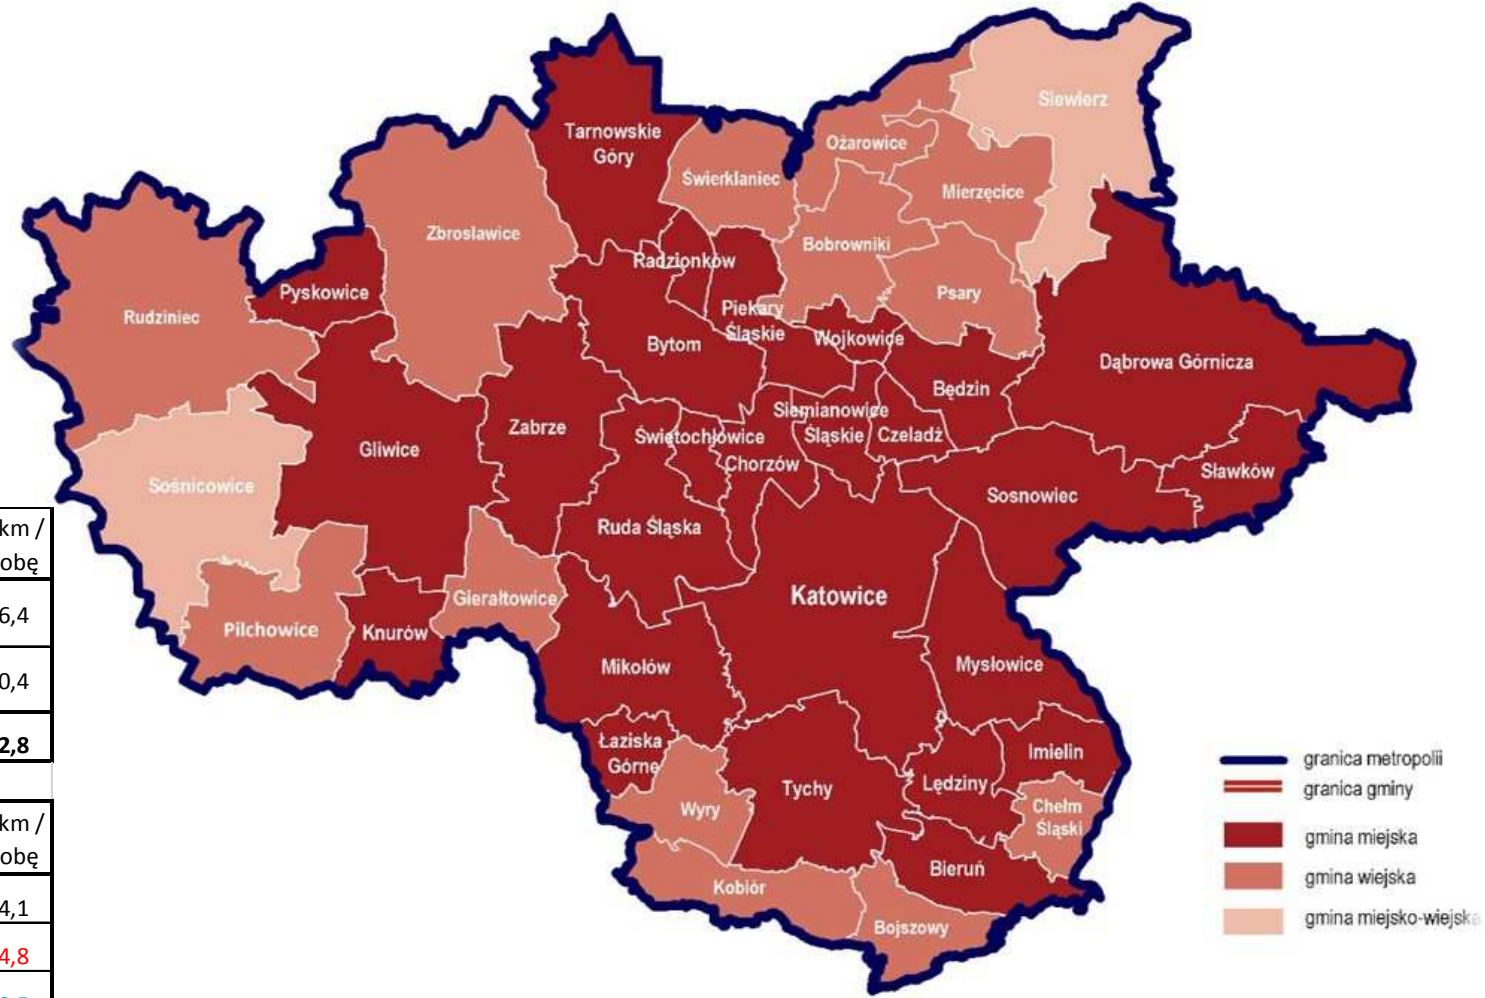 Siewierz
Tarnowskie
Góry
Ożarowice
Świerklaniec
Mierzęcice
Zbrosławice
Bobrowniki
Radzionków
Pyskowice
Psary
Rudziniec
Piekary
Śląskie
Wojkowice
Bytom
Dąbrowa Górnicza
Będzin
Siemianowice
Śląskie
Zabrze
Świętochłowice
Czeladź
Gliwice
Chorzów
Sławków
Sośnicowice
Sosnowiec
Ruda Śląska
Katowice
Gierałtowice
Pilchowice
Knurów
Mikołów
Mysłowice
Łaziska
Górne
Imielin
Lędziny
Tychy
Wyry
Chełm
Śląski
Bieruń
Kobiór
Bojszowy
km /
obę
6,4
0,4
2,8
km /
obę
4,1
4,8
granica metropolii
granica gminy
gmina miejska
gmina wiejska
gmina miejsko-wiejska